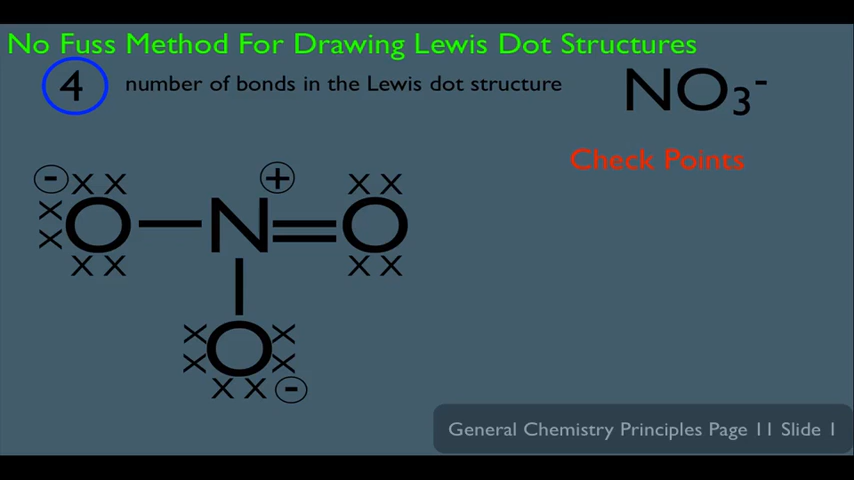 No Fuss Method For Drawing Lewis Dot Structures
4 number of bonds in the Lewis dot structure
NO₃⁻
Check Points
- X X + X X
X X O — N = O
X X X X
X X O X X
X X -
General Chemistry Principles Page 11 Slide 1